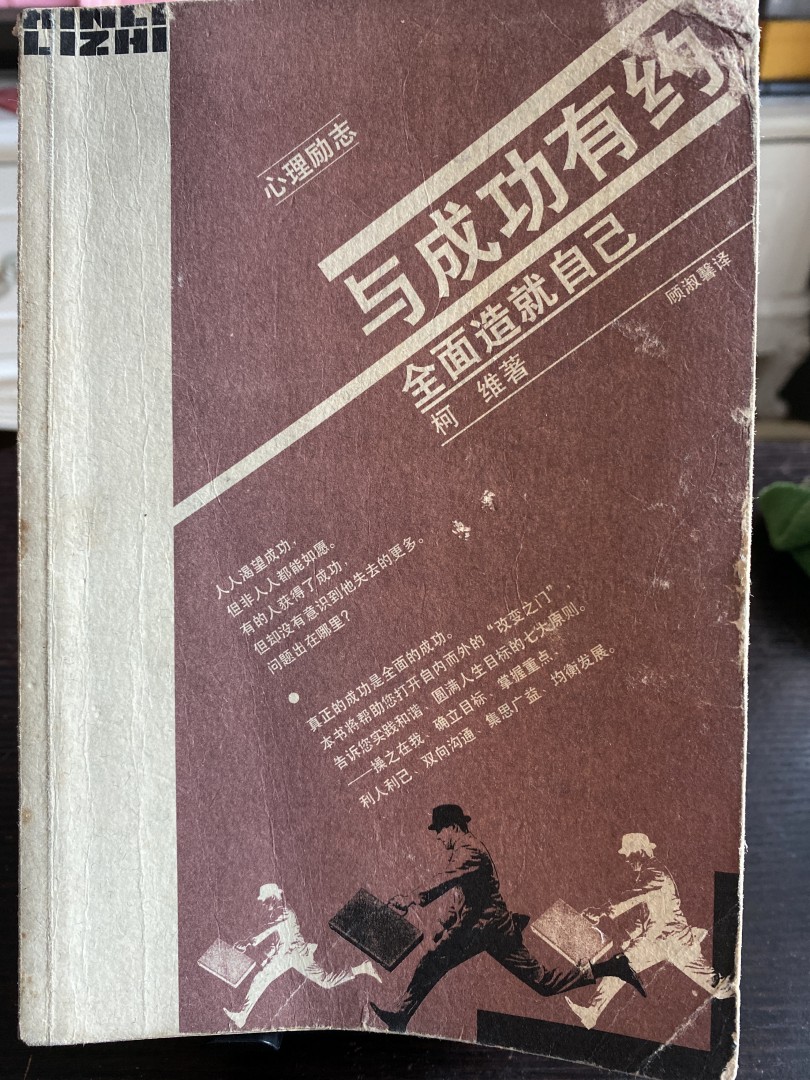 LIZHI
心理励志
与成功有约
全面造就自己
柯 维著
顾淑馨译
人人渴望成功，
但非人人都能如愿。
有的人获得了成功，
但却没有意识到他失去的更多。
问题出在哪里？
真正的成功是全面的成功。
本书将帮助您打开自内而外的“改变之门”，
告诉您实践和谐、圆满人生目标的七大原则。
——操之在我、确立目标、掌握重点、
利人利己、双向沟通、集思广益、均衡发展。